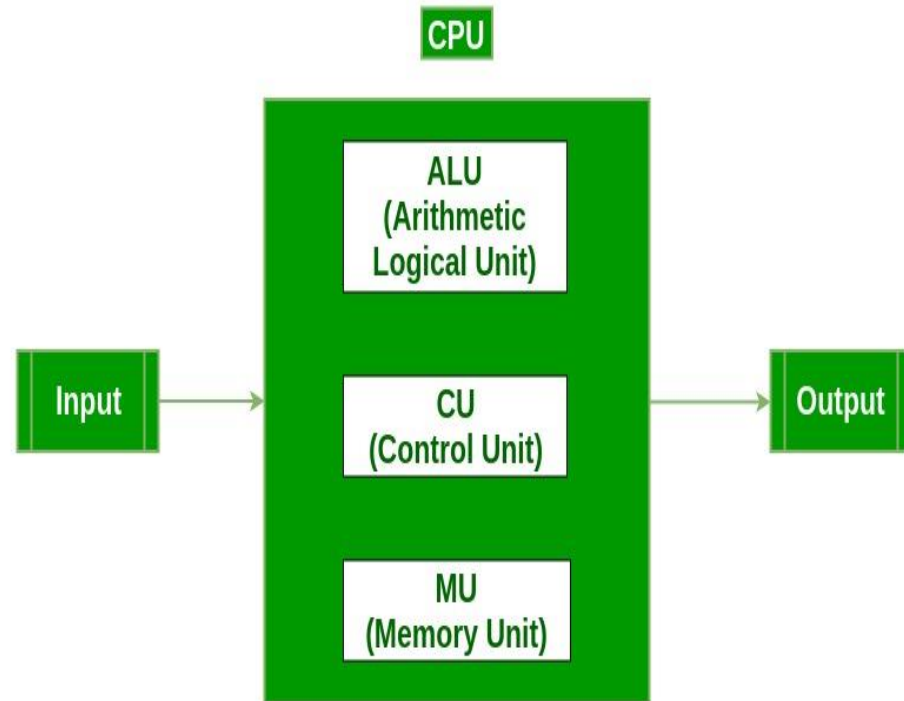 CPU
ALU
(Arithmetic
Logical Unit)
Input
CU
(Control Unit)
Output
MU
(Memory Unit)